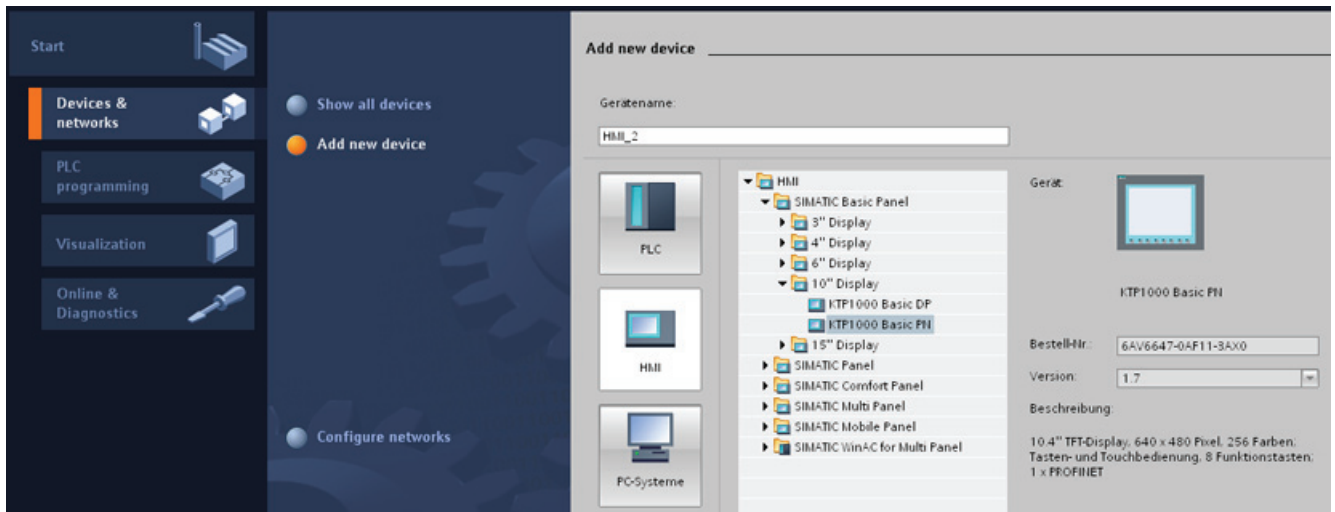 Start
Devices &
networks
PLC
programming
Visualization
Online &
Diagnostics
Show all devices
Add new device
Configure networks
Add new device
Gerätename:
HMI_2
PLC
HMI
PC-Systeme
HMI
SIMATIC Basic Panel
3" Display
4" Display
6" Display
10" Display
KTP1000 Basic DP
KTP1000 Basic PN
15" Display
SIMATIC Panel
SIMATIC Comfort Panel
SIMATIC Multi Panel
SIMATIC Mobile Panel
SIMATIC WinAC for Multi Panel
Gerät:
KTP1000 Basic PN
Bestell-Nr.: 6AV6647-0AF11-3AX0
Version: 1.7
Beschreibung:
10.4" TFT-Display, 640 x 480 Pixel, 256 Farben;
Tasten- und Touchbedienung, 8 Funktionstasten;
1 x PROFINET